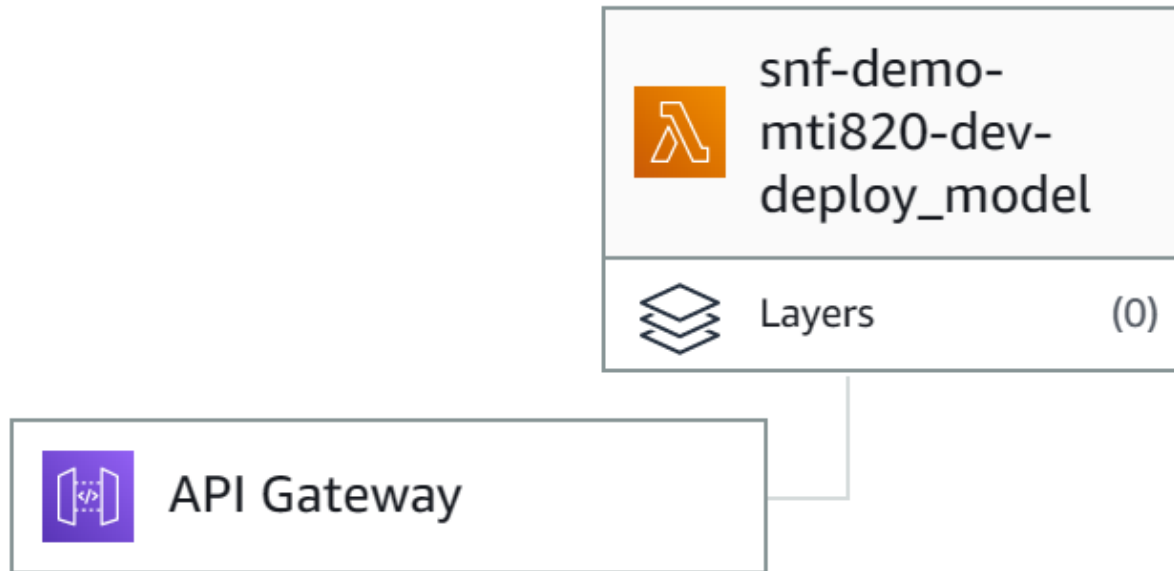 snf-demo-
mti820-dev-
deploy_model
Layers (0)
API Gateway